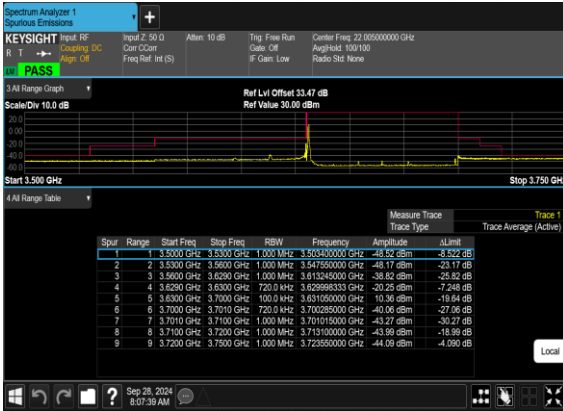 Spectrum Analyzer 1
Spurious Emissions
+
KEYSIGHT Input: RF Input Z: 50 Ω Atten: 10 dB Trig: Free Run Center Freq: 22.005000000 GHz
R T Coupling: DC Corr CCorr Gate: Off Avg|Hold: 100/100
Align: Off Freq Ref: Int (S) IF Gain: Low Radio Std: None
LW PASS
3 All Range Graph Ref Lvl Offset 33.47 dB
Scale/Div 10.0 dB Ref Value 30.00 dBm
20.0
0.00
-20.0
-40.0
-60.0
Start 3.500 GHz Stop 3.750 GHz
4 All Range Table
Measure Trace Trace 1
Trace Type Trace Average (Active)
Spur Range Start Freq Stop Freq RBW Frequency Amplitude ΔLimit
1 1 3.5000 GHz 3.5300 GHz 1.000 MHz 3.503400000 GHz -48.52 dBm -8.522 dB
2 2 3.5300 GHz 3.5600 GHz 1.000 MHz 3.547550000 GHz -48.17 dBm -23.17 dB
3 3 3.5600 GHz 3.6290 GHz 1.000 MHz 3.613245000 GHz -38.82 dBm -25.82 dB
4 4 3.6290 GHz 3.6300 GHz 720.0 kHz 3.629998333 GHz -20.25 dBm -7.248 dB
5 5 3.6300 GHz 3.7000 GHz 100.0 kHz 3.631050000 GHz 10.36 dBm -19.64 dB
6 6 3.7000 GHz 3.7010 GHz 720.0 kHz 3.700285000 GHz -40.06 dBm -27.06 dB
7 7 3.7010 GHz 3.7100 GHz 1.000 MHz 3.701015000 GHz -43.27 dBm -30.27 dB
8 8 3.7100 GHz 3.7200 GHz 1.000 MHz 3.713100000 GHz -43.99 dBm -18.99 dB
9 9 3.7200 GHz 3.7500 GHz 1.000 MHz 3.723550000 GHz -44.09 dBm -4.090 dB
Local
? Sep 28, 2024
8:07:39 AM